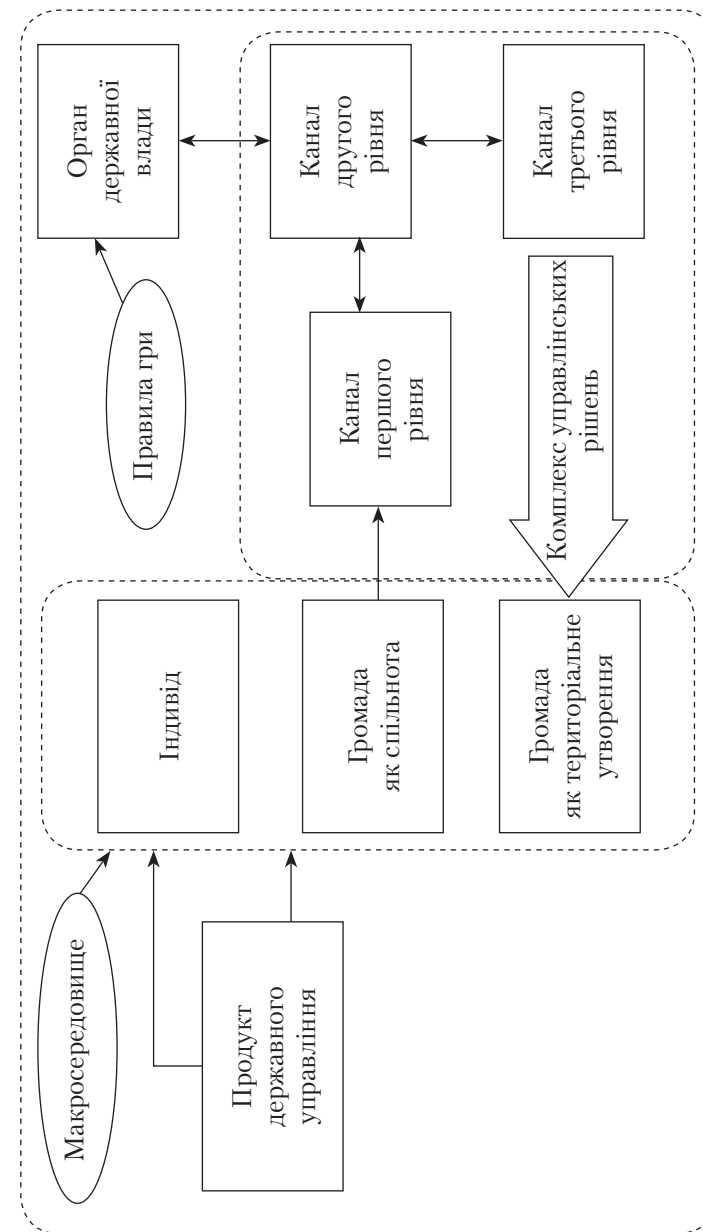 Макросередовище
Продукт
державного
управління
Індивід
Громада
як спільнота
Громада
як територіальне
утворення
Правила гри
Орган
державної
влади
Канал
першого
рівня
Канал
другого
рівня
Канал
третього
рівня
Комплекс управлінських
рішень